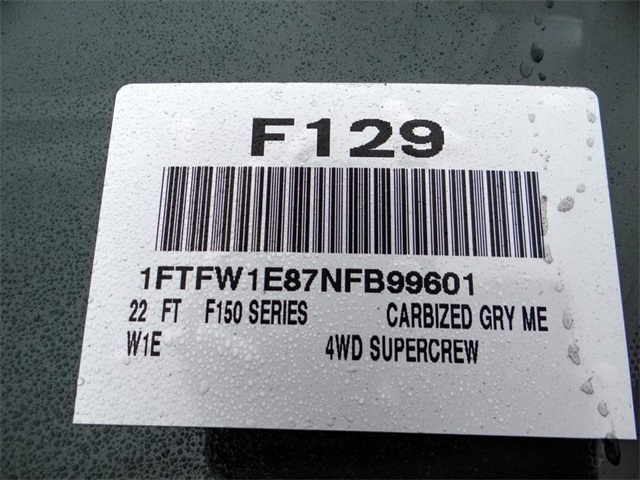 F129
1FTFW1E87NFB99601
22 FT F150 SERIES CARBIZED GRY ME
W1E 4WD SUPERCREW